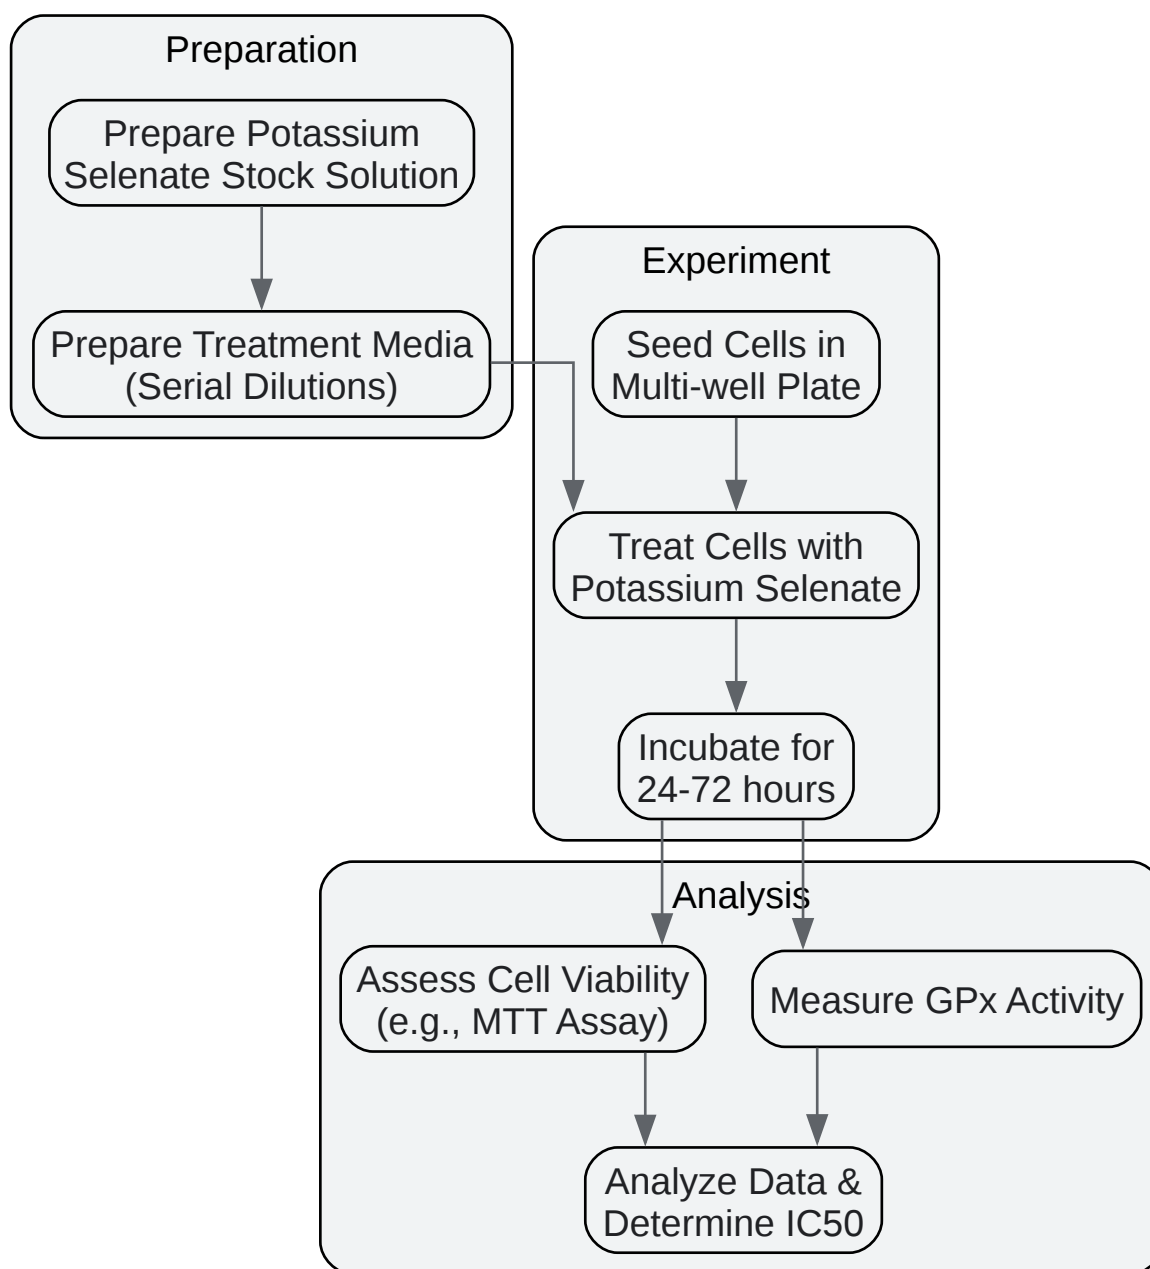 Preparation
Prepare Potassium
Selenate Stock Solution
Prepare Treatment Media
(Serial Dilutions)
Experiment
Seed Cells in
Multi-well Plate
Treat Cells with
Potassium Selenate
Incubate for
24-72 hours
Analysis
Assess Cell Viability
(e.g., MTT Assay)
Measure GPx Activity
Analyze Data &
Determine IC50